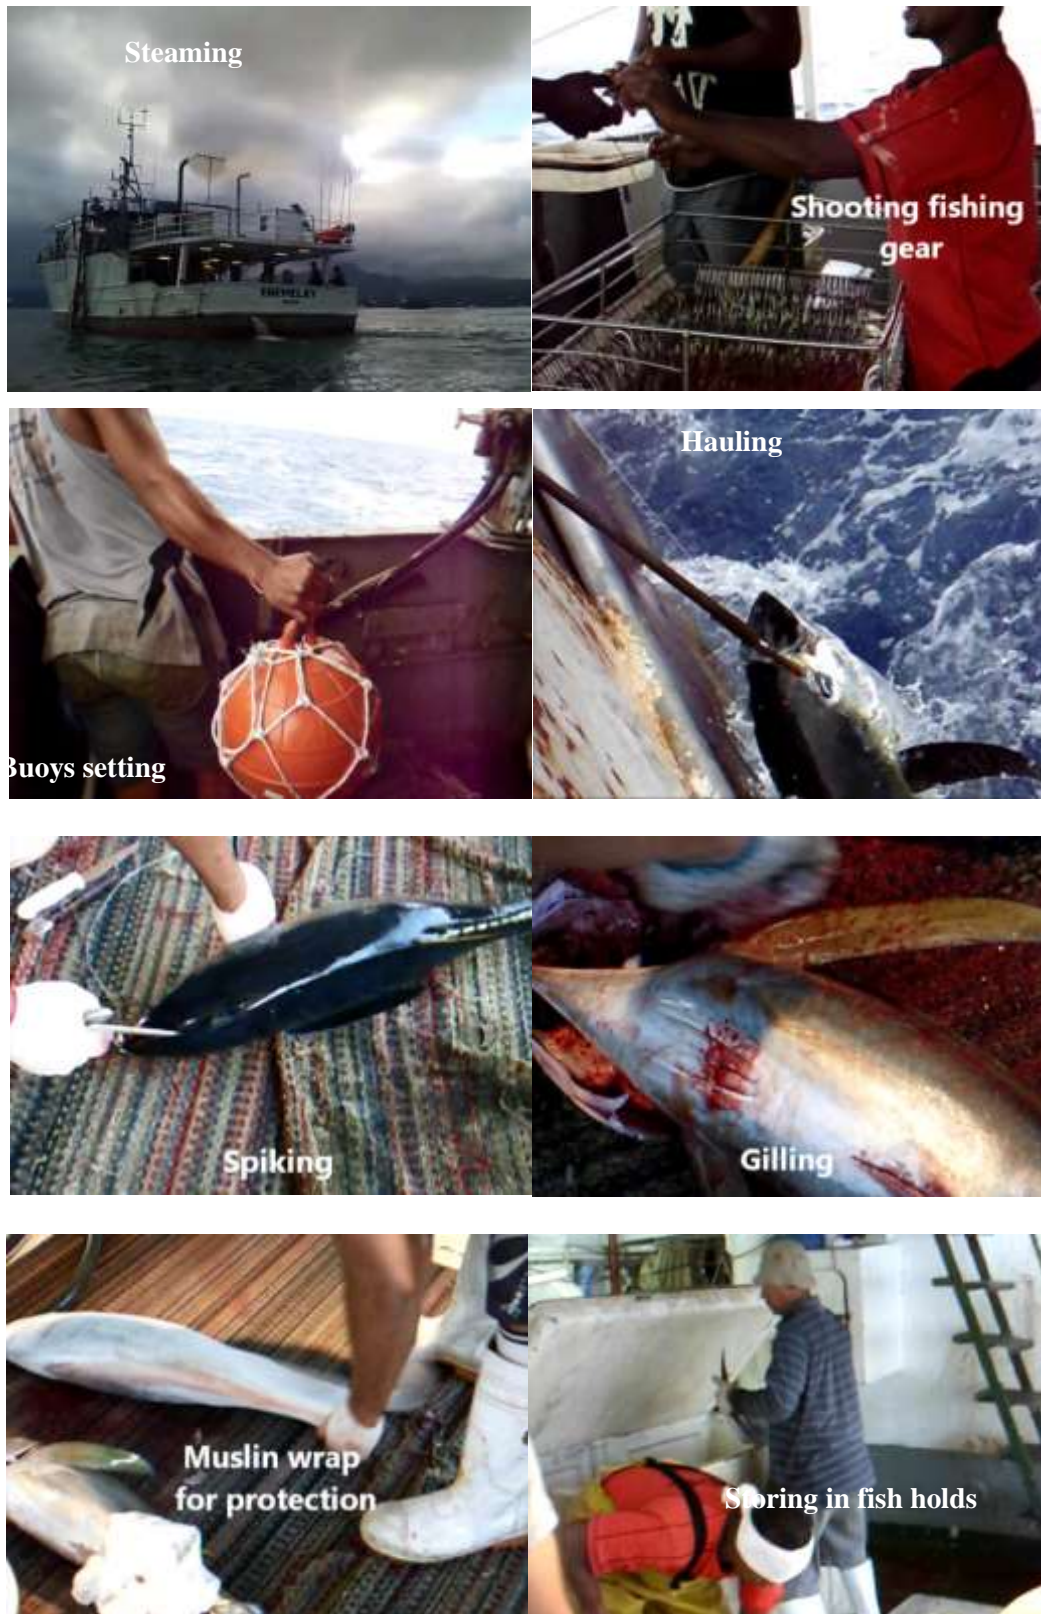 Steaming
Shooting fishing
gear
Buoys setting
Hauling
Spiking
Gilling
Muslin wrap
for protection
Storing in fish holds